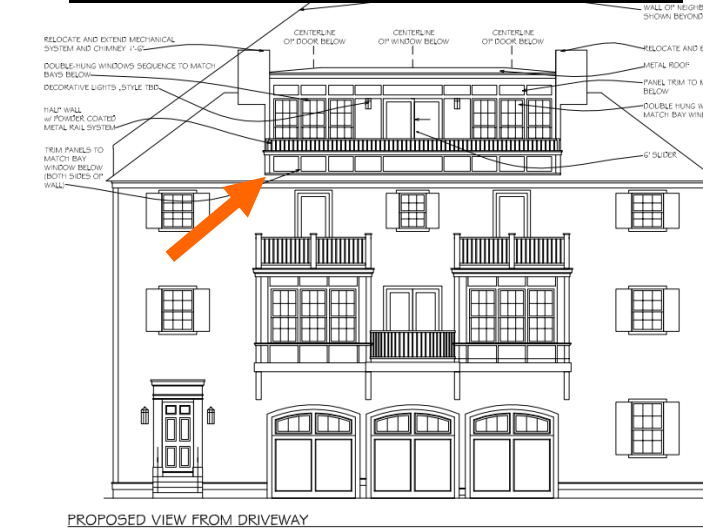 WALL OF NEIGHB
SHOWN BEYOND
RELOCATE AND EXTEND MECHANICAL
SYSTEM AND CHIMNEY 1'-6"
CENTERLINE
OF DOOR BELOW
CENTERLINE
OF WINDOW BELOW
CENTERLINE
OF DOOR BELOW
RELOCATE AND E
DOUBLE-HUNG WINDOWS SEQUENCE TO MATCH
BAYS BELOW
METAL ROOF
DECORATIVE LIGHTS ,STYLE TBD
PANEL TRIM TO M
BELOW
HALF WALL
w/ POWDER COATED
METAL RAIL SYSTEM
DOUBLE HUNG W
MATCH BAY WIN
TRIM PANELS TO
MATCH BAY
WINDOW BELOW
(BOTH SIDES OF
WALL)
6' SLIDER
PROPOSED VIEW FROM DRIVEWAY